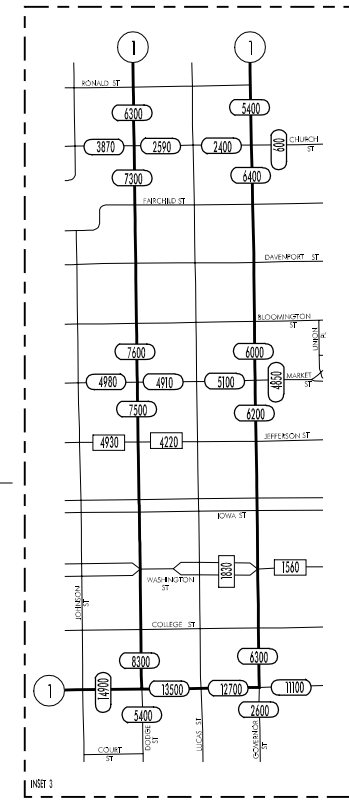 1
1
RONALD ST
6300
5400
3870
2590
2400
600
CHURCH
ST
7300
6400
FAIRCHILD ST
DAVENPORT ST
BLOOMINGTON
ST
UNION
PL
7600
6000
4980
4910
5100
4850
MARKET
ST
7500
6200
4930
4220
JEFFERSON ST
IOWA ST
1830
1560
WASHINGTON
ST
JOHNSON
ST
COLLEGE ST
8300
6300
1
14900
13500
12700
11100
5400
2600
COURT
ST
DODGE
ST
LUCAS ST
GOVERNOR
ST
INSET 3